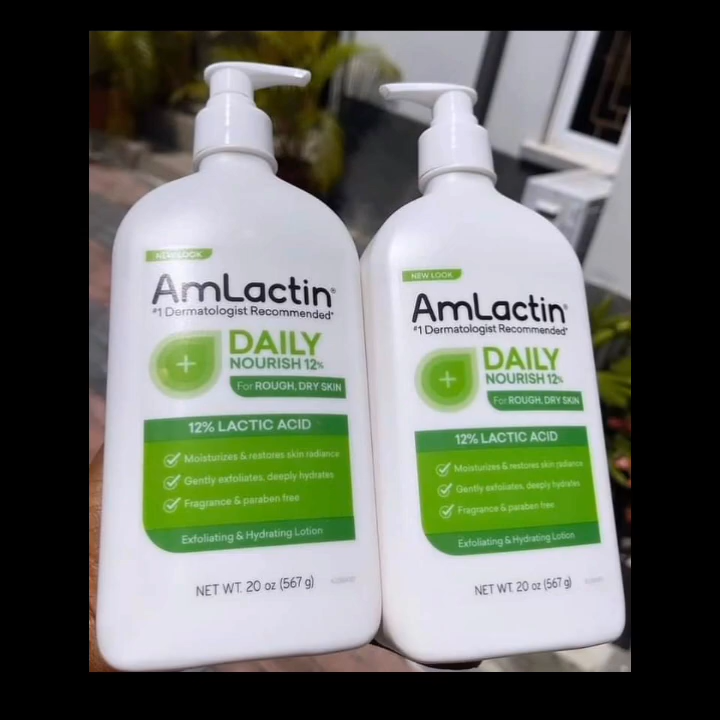 NEW LOOK
AmLactin®
#1 Dermatologist Recommended*
DAILY
NOURISH 12%
For ROUGH, DRY SKIN
12% LACTIC ACID
Moisturizes & restores skin radiance
Gently exfoliates, deeply hydrates
Fragrance & paraben free
Exfoliating & Hydrating Lotion
NET WT. 20 oz (567 g)
NEW LOOK
AmLactin®
#1 Dermatologist Recommended*
DAILY
NOURISH 12%
For ROUGH, DRY SKIN
12% LACTIC ACID
Moisturizes & restores skin radiance
Gently exfoliates, deeply hydrates
Fragrance & paraben free
Exfoliating & Hydrating Lotion
NET WT. 20 oz (567 g)